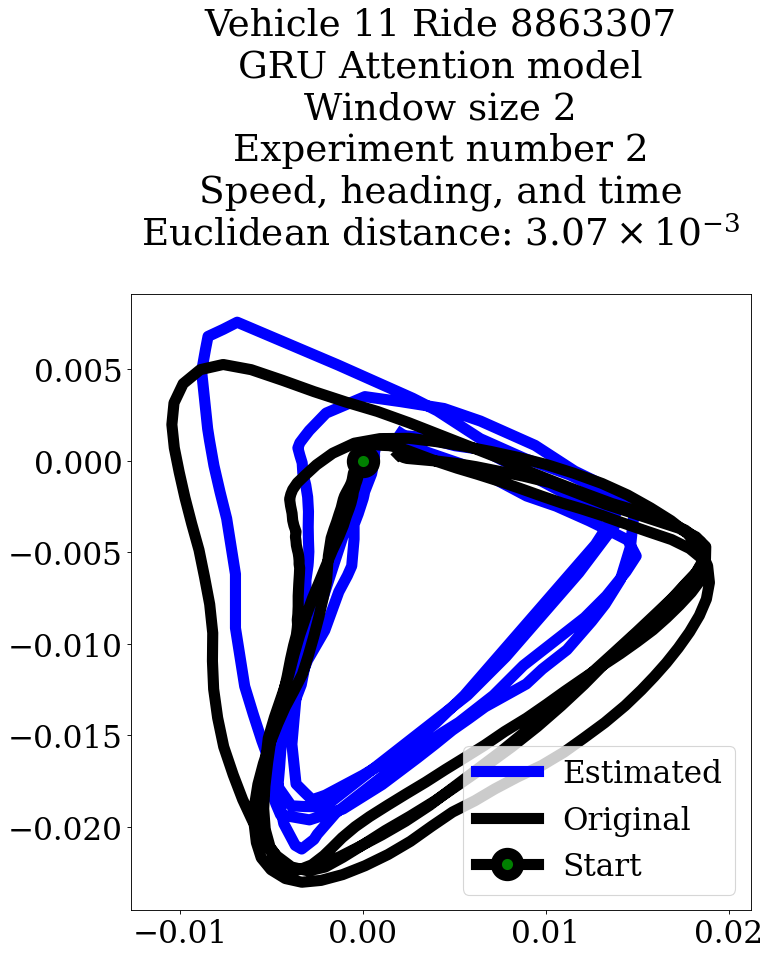 Vehicle 11 Ride 8863307
GRU Attention model
Window size 2
Experiment number 2
Speed, heading, and time
Euclidean distance: 3.07 × 10⁻³
0.005
0.000
−0.005
−0.010
−0.015
−0.020
Estimated
Original
Start
−0.01 0.00 0.01 0.02